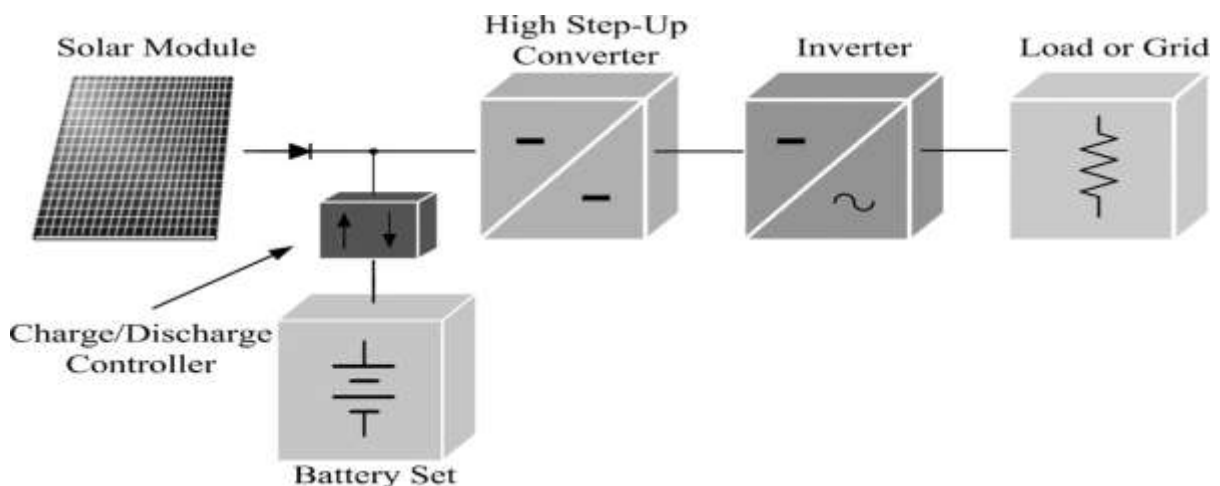 Solar Module
High Step-Up
Converter
Inverter
Load or Grid
Charge/Discharge
Controller
Battery Set